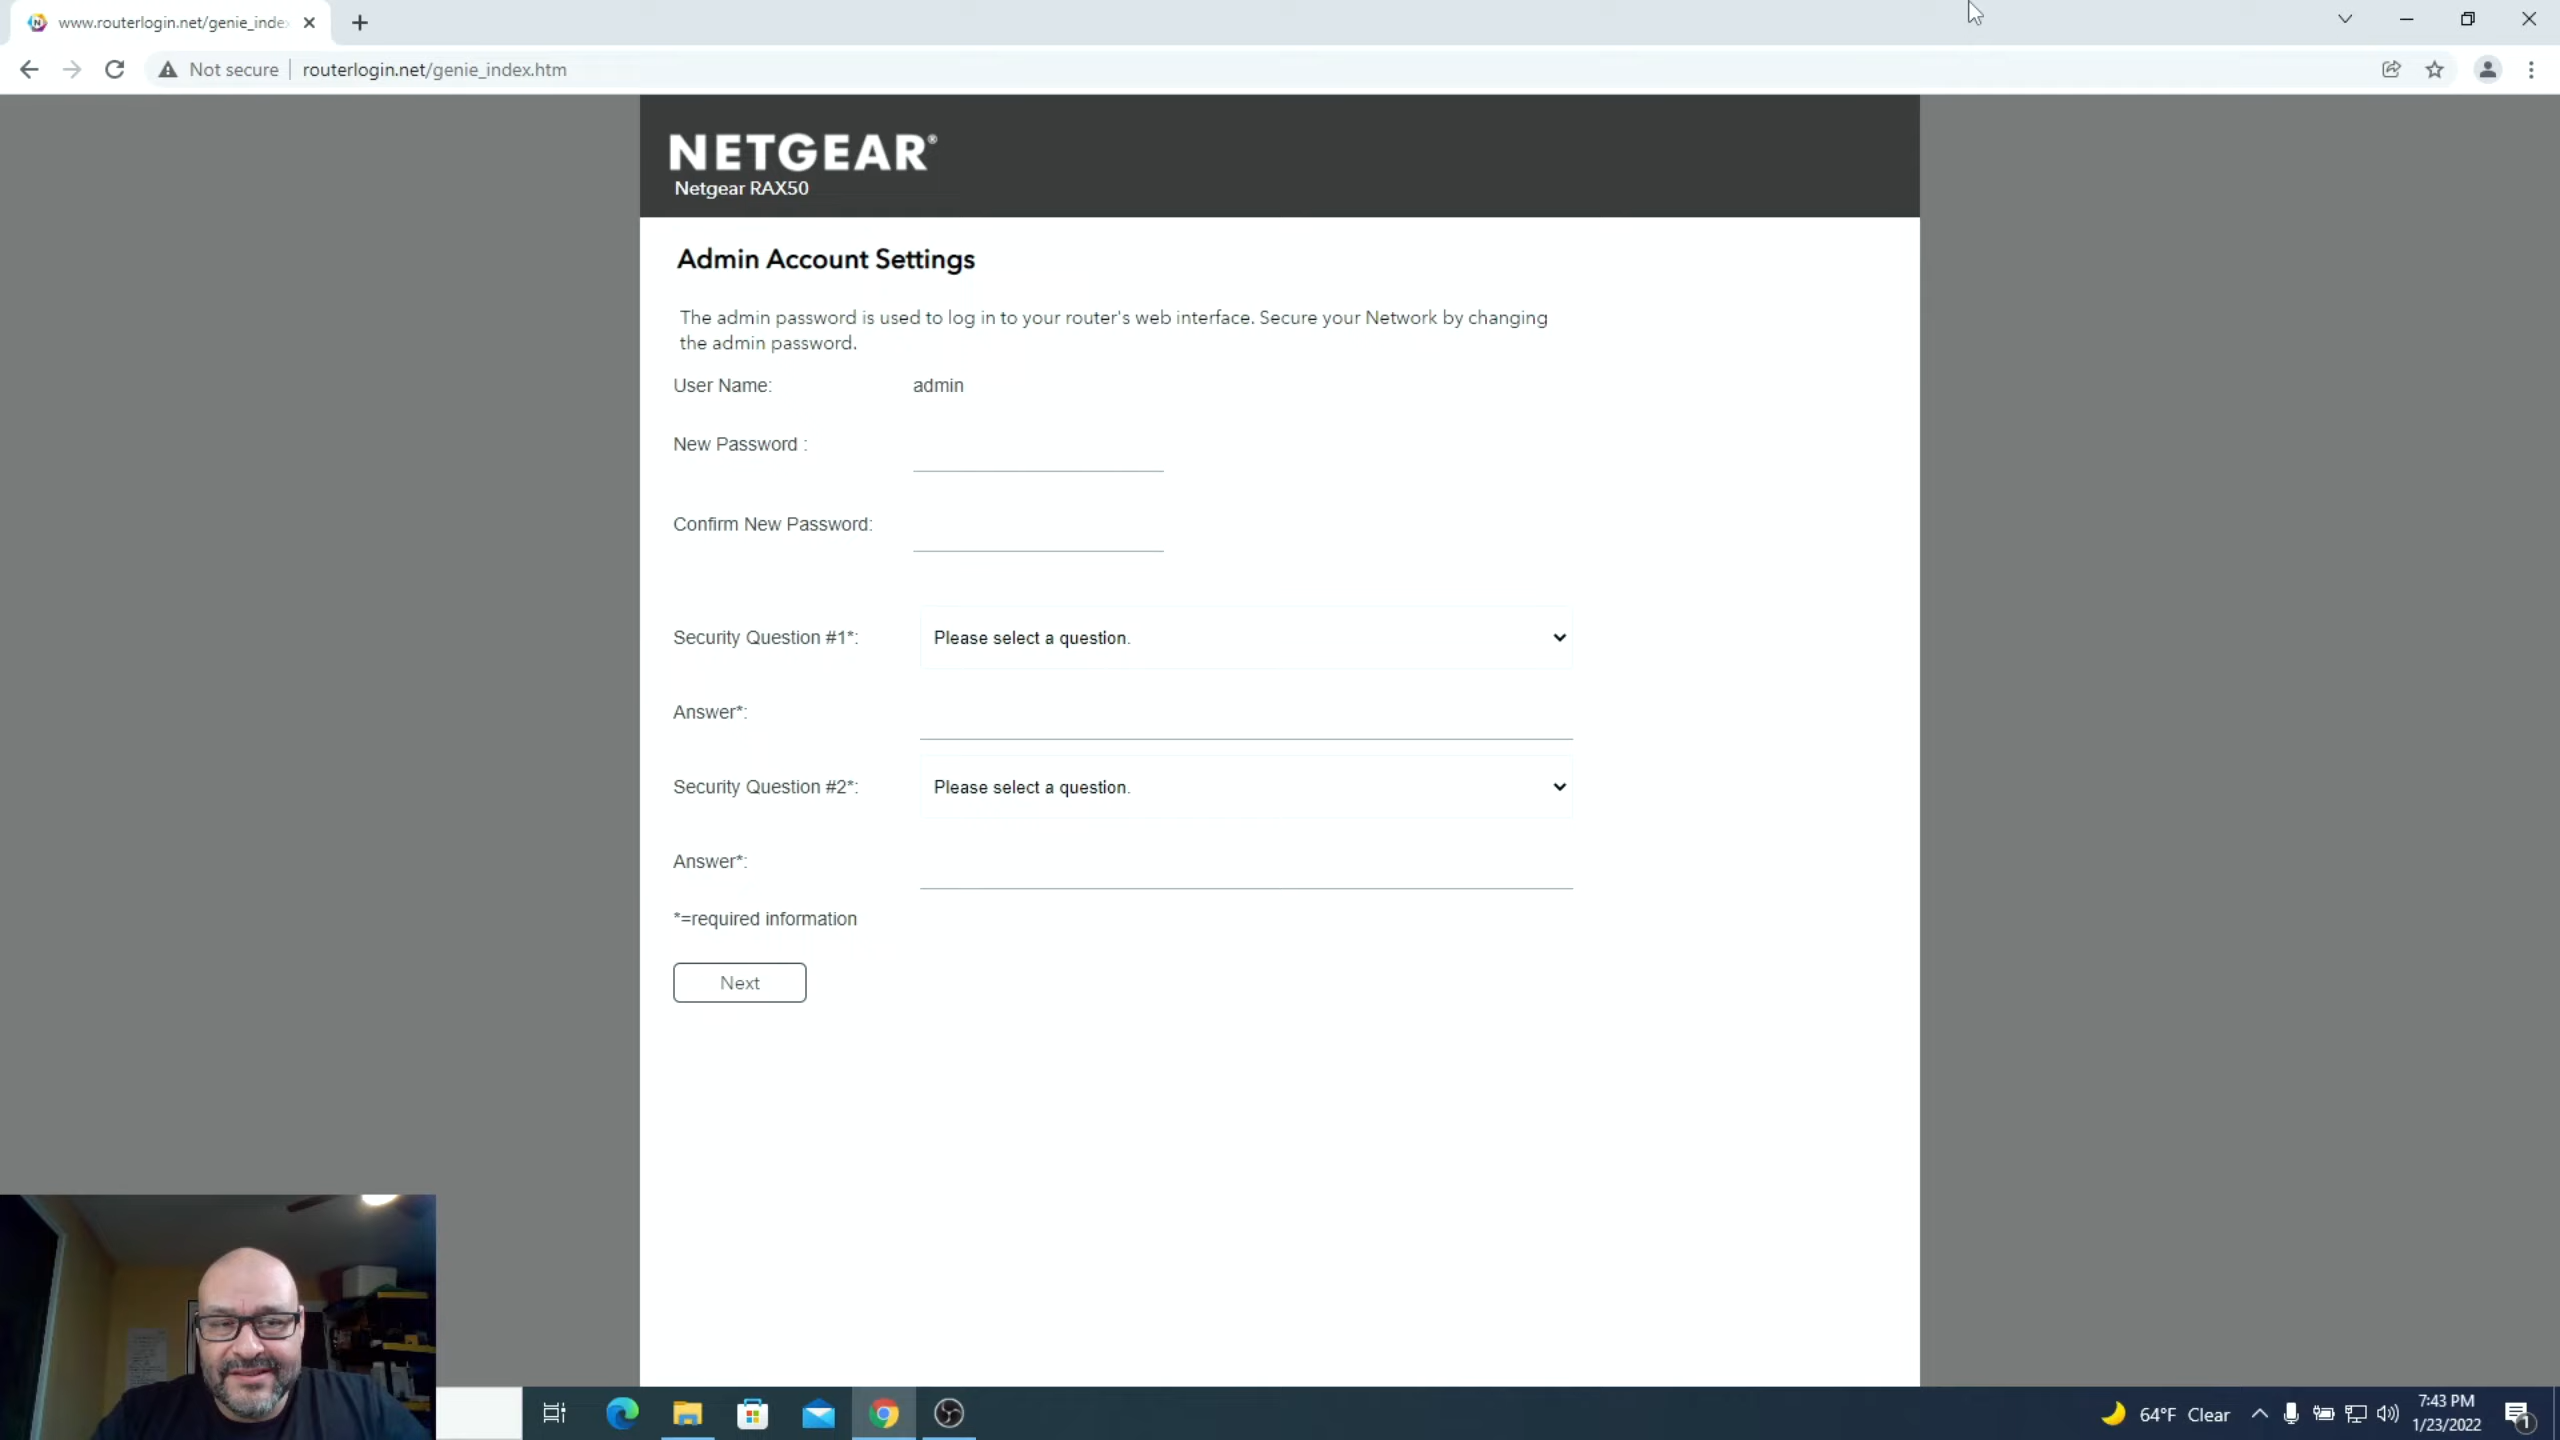 www.routerlogin.net/genie_inde
Not secure
routerlogin.net/genie_index.htm
NETGEAR®
Netgear RAX50
Admin Account Settings
The admin password is used to log in to your router's web interface. Secure your Network by changing
the admin password.
User Name: admin
New Password :
Confirm New Password:
Security Question #1*: Please select a question.
Answer*:
Security Question #2*: Please select a question.
Answer*:
*=required information
Next
64°F Clear
7:43 PM
1/23/2022
1